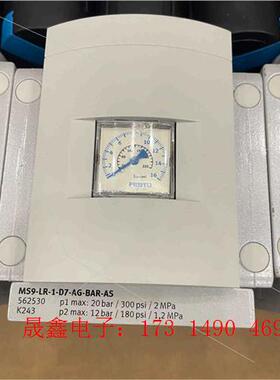 FESTO
MS9-LR-1-D7-AG-BAR-AS
562530 p1 max: 20 bar / 300 psi / 2 MPa
K243 p2 max: 12 bar / 180 psi / 1,2 MPa
晟鑫电子: 173 1490 469